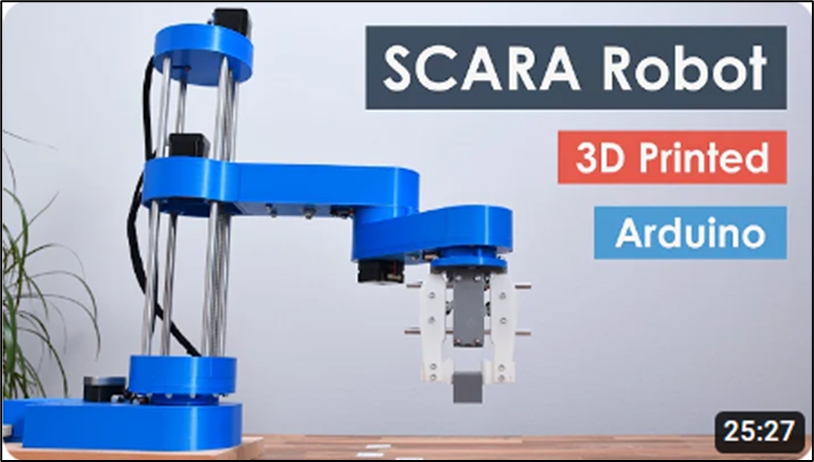 SCARA Robot
3D Printed
Arduino
25:27